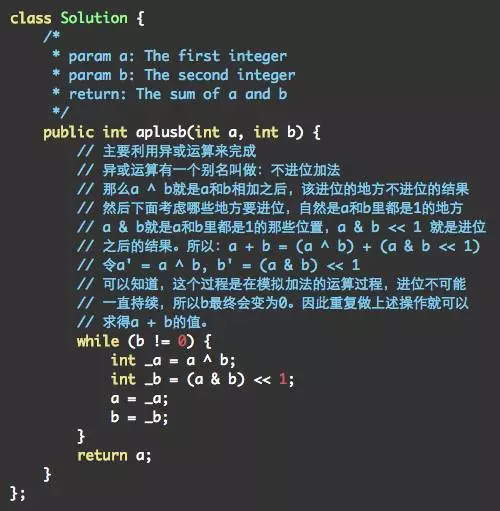 class Solution {
    /*
     * param a: The first integer
     * param b: The second integer
     * return: The sum of a and b
     */
    public int aplusb(int a, int b) {
        // 主要利用异或运算来完成
        // 异或运算有一个别名叫做：不进位加法
        // 那么a ^ b就是a和b相加之后，该进位的地方不进位的结果
        // 然后下面考虑哪些地方要进位，自然是a和b里都是1的地方
        // a & b就是a和b里都是1的那些位置，a & b << 1 就是进位
        // 之后的结果。所以：a + b = (a ^ b) + (a & b << 1)
        // 令a' = a ^ b, b' = (a & b) << 1
        // 可以知道，这个过程是在模拟加法的运算过程，进位不可能
        // 一直持续，所以b最终会变为0。因此重复做上述操作就可以
        // 求得a + b的值。
        while (b != 0) {
            int _a = a ^ b;
            int _b = (a & b) << 1;
            a = _a;
            b = _b;
        }
        return a;
    }
};